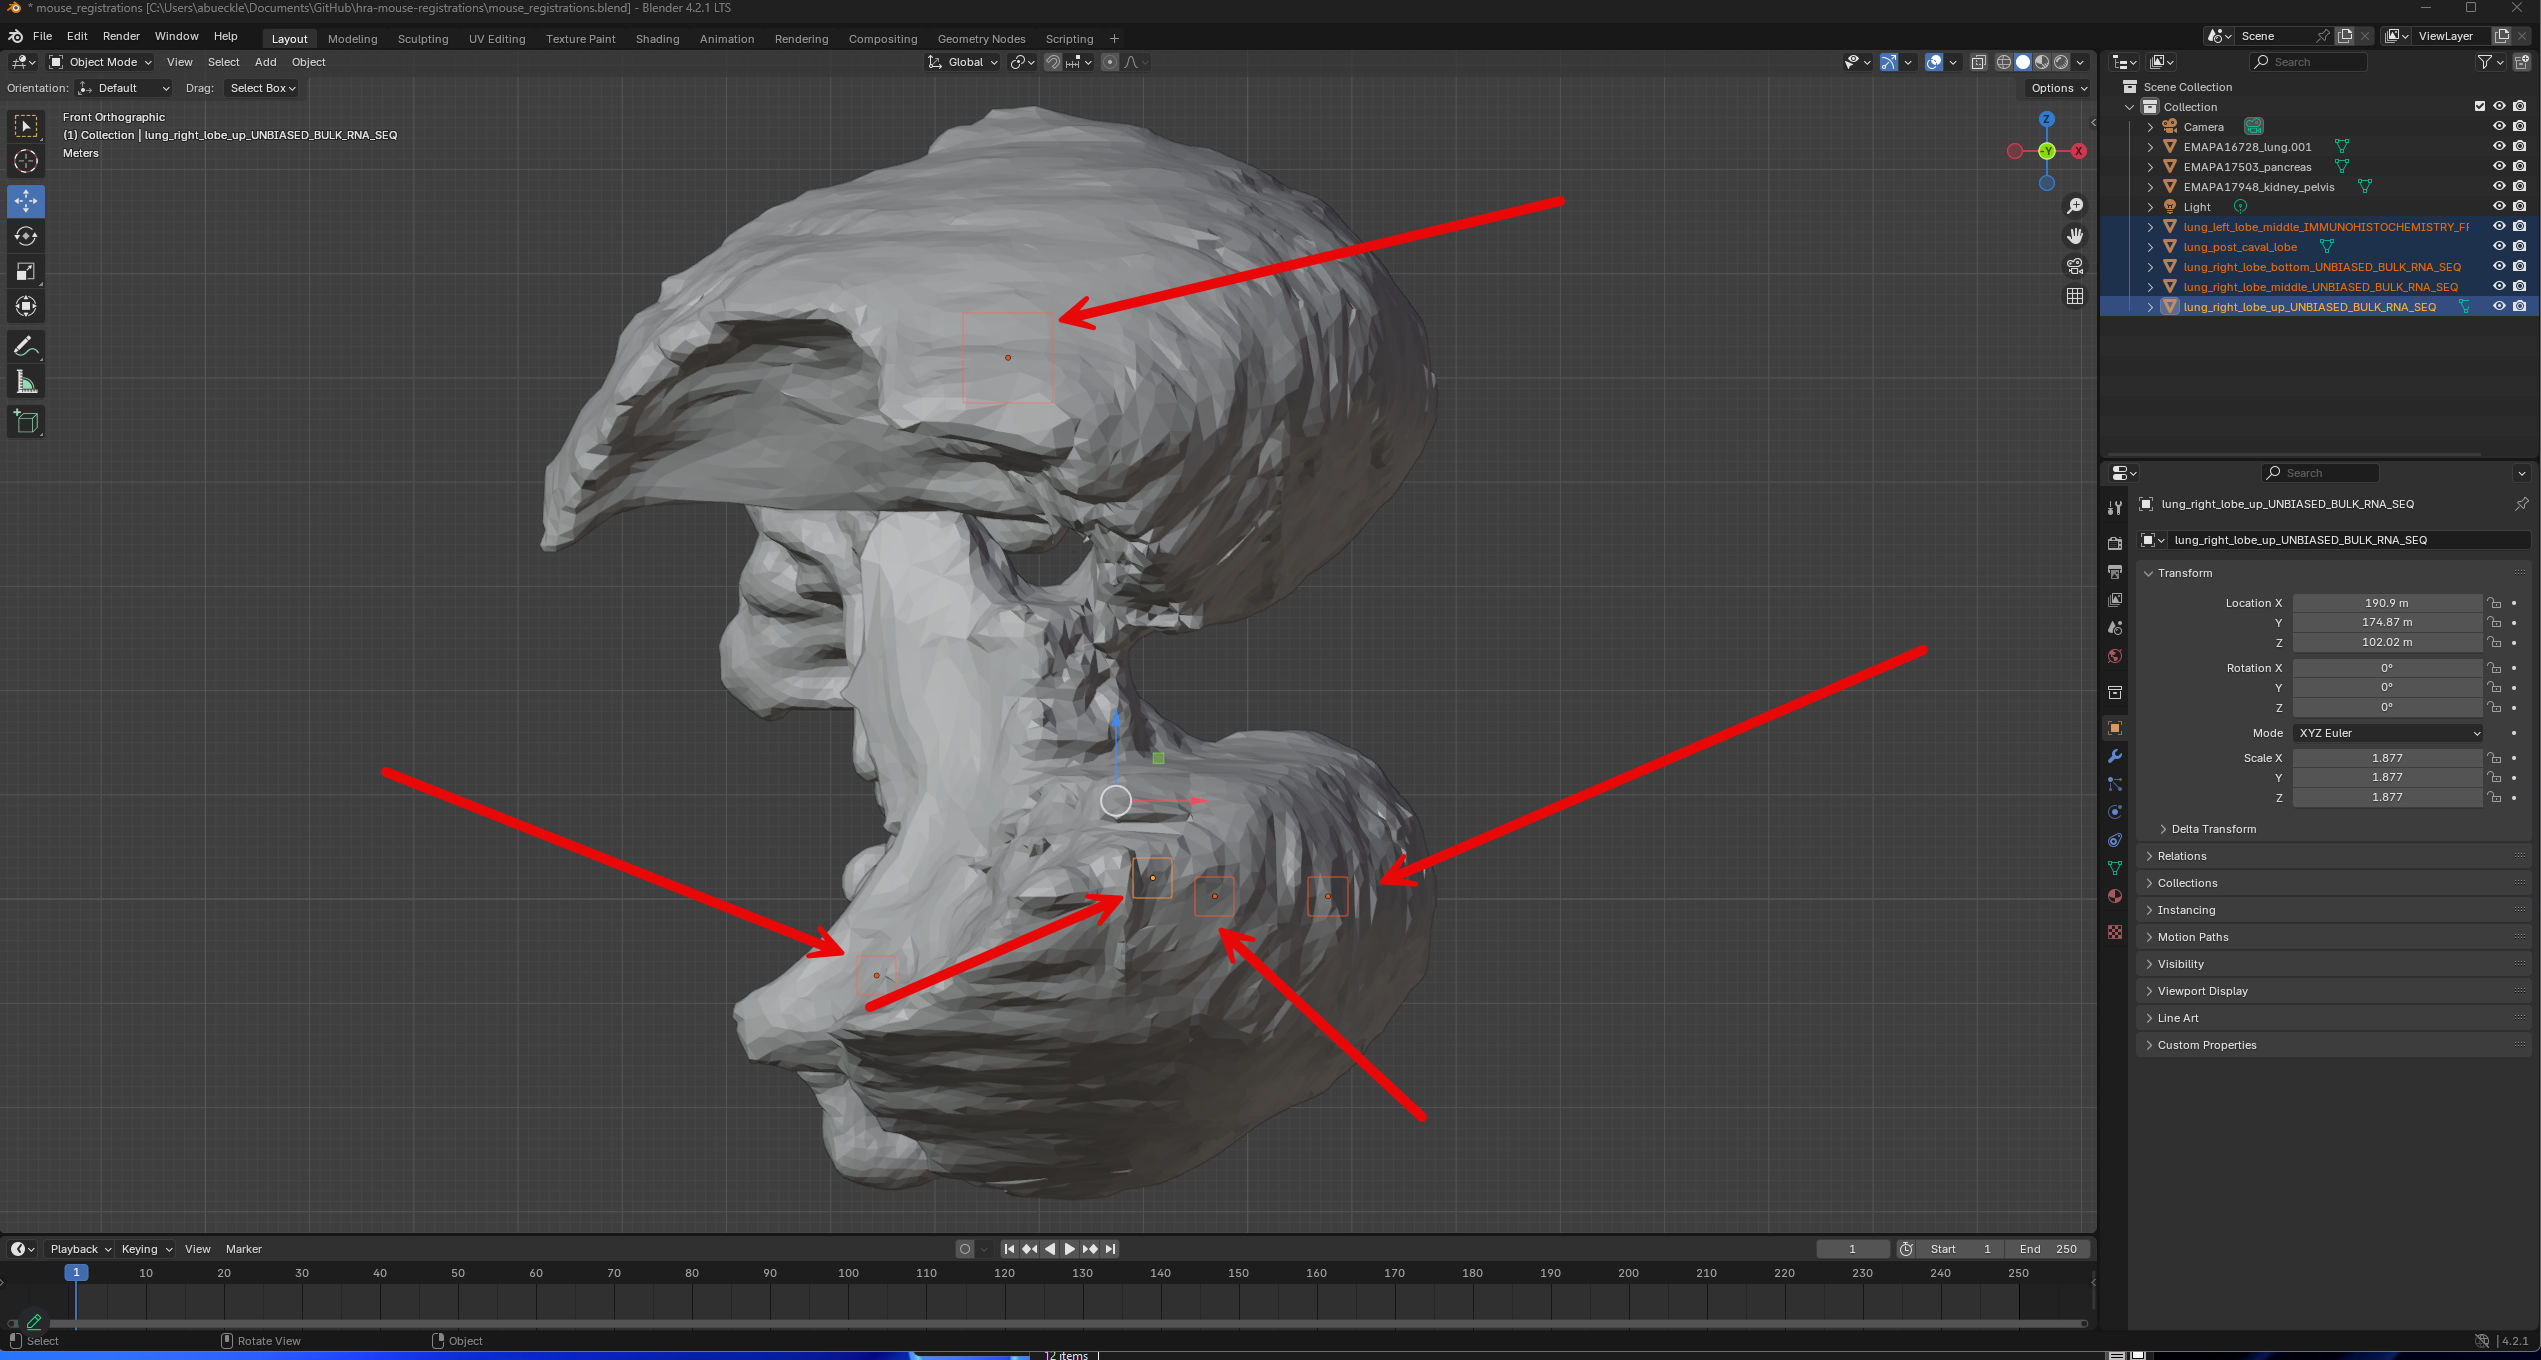 * mouse_registrations [C:\Users\abueckle\Documents\GitHub\hra-mouse-registrations\mouse_registrations.blend] - Blender 4.2.1 LTS
File Edit Render Window Help Layout Modeling Sculpting UV Editing Texture Paint Shading Animation Rendering Compositing Geometry Nodes Scripting + Scene ViewLayer
Object Mode View Select Add Object Global Search
Orientation: Default Drag: Select Box Options
Front Orthographic
(1) Collection | lung_right_lobe_up_UNBIASED_BULK_RNA_SEQ
Meters
Z
-Y X
Scene Collection
Collection
Camera
EMAPA16728_lung.001
EMAPA17503_pancreas
EMAPA17948_kidney_pelvis
Light
lung_left_lobe_middle_IMMUNOHISTOCHEMISTRY_FI
lung_post_caval_lobe
lung_right_lobe_bottom_UNBIASED_BULK_RNA_SEQ
lung_right_lobe_middle_UNBIASED_BULK_RNA_SEQ
lung_right_lobe_up_UNBIASED_BULK_RNA_SEQ
Search
lung_right_lobe_up_UNBIASED_BULK_RNA_SEQ
lung_right_lobe_up_UNBIASED_BULK_RNA_SEQ
Transform
Location X 190.9 m
Y 174.87 m
Z 102.02 m
Rotation X 0°
Y 0°
Z 0°
Mode XYZ Euler
Scale X 1.877
Y 1.877
Z 1.877
Delta Transform
Relations
Collections
Instancing
Motion Paths
Visibility
Viewport Display
Line Art
Custom Properties
Playback Keying View Marker 1 Start 1 End 250
1 10 20 30 40 50 60 70 80 90 100 110 120 130 140 150 160 170 180 190 200 210 220 230 240 250
Select Rotate View Object 4.2.1
12 items